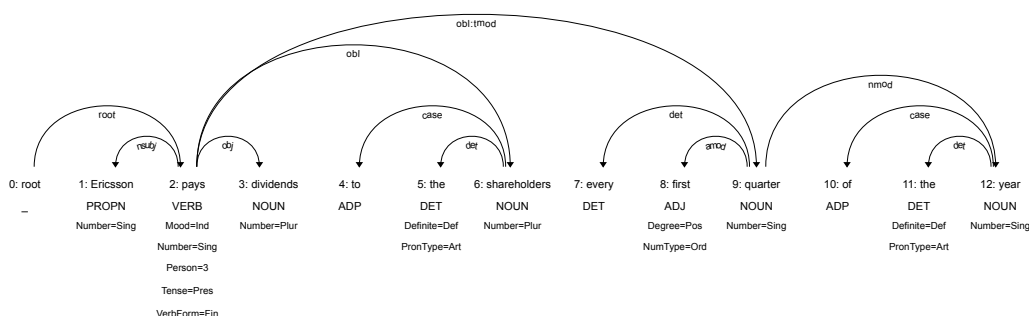 obl:tmod
obl
nmod
root
case
det
case
nsubj
obj
det
amod
det
0: root 1: Ericsson 2: pays 3: dividends 4: to 5: the 6: shareholders 7: every 8: first 9: quarter 10: of 11: the 12: year
_ PROPN VERB NOUN ADP DET NOUN DET ADJ NOUN ADP DET NOUN
Number=Sing Mood=Ind Number=Plur Definite=Def Number=Plur Degree=Pos Number=Sing Definite=Def Number=Sing
Number=Sing PronType=Art NumType=Ord PronType=Art
Person=3
Tense=Pres
VerbForm=Fin